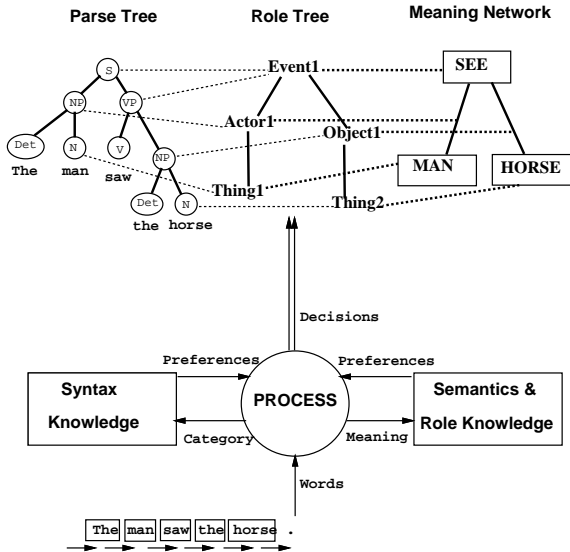 Parse Tree Role Tree Meaning Network
S Event1 SEE
NP VP
Actor1
Det N V Object1
The man saw NP MAN HORSE
Thing1
Det N Thing2
the horse
Decisions
Preferences Preferences
Syntax Knowledge
PROCESS
Semantics & Role Knowledge
Category Meaning
Words
The man saw the horse .